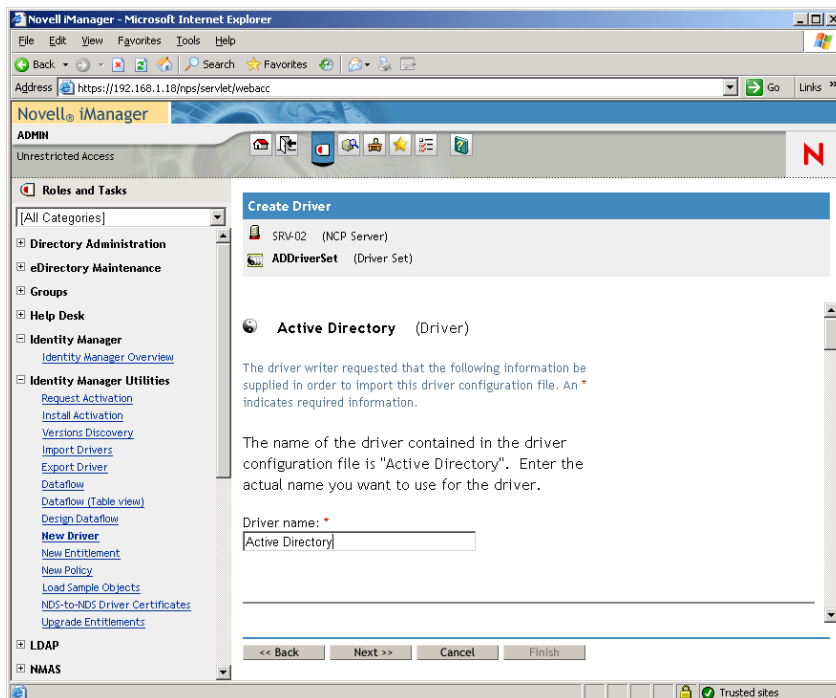 Novell iManager - Microsoft Internet Explorer
File Edit View Favorites Tools Help
Back Search Favorites
Address https://192.168.1.18/nps/servlet/webacc Go Links »
Novell® iManager
ADMIN
Unrestricted Access
N
Roles and Tasks
[All Categories]
Directory Administration
eDirectory Maintenance
Groups
Help Desk
Identity Manager
Identity Manager Overview
Identity Manager Utilities
Request Activation
Install Activation
Versions Discovery
Import Drivers
Export Driver
Dataflow
Dataflow (Table view)
Design Dataflow
New Driver
New Entitlement
New Policy
Load Sample Objects
NDS-to-NDS Driver Certificates
Upgrade Entitlements
LDAP
NMAS
Create Driver
SRV-02 (NCP Server)
ADDriverSet (Driver Set)
Active Directory (Driver)
The driver writer requested that the following information be
supplied in order to import this driver configuration file. An *
indicates required information.
The name of the driver contained in the driver
configuration file is "Active Directory". Enter the
actual name you want to use for the driver.
Driver name: *
Active Directory
<< Back Next >> Cancel Finish
Trusted sites